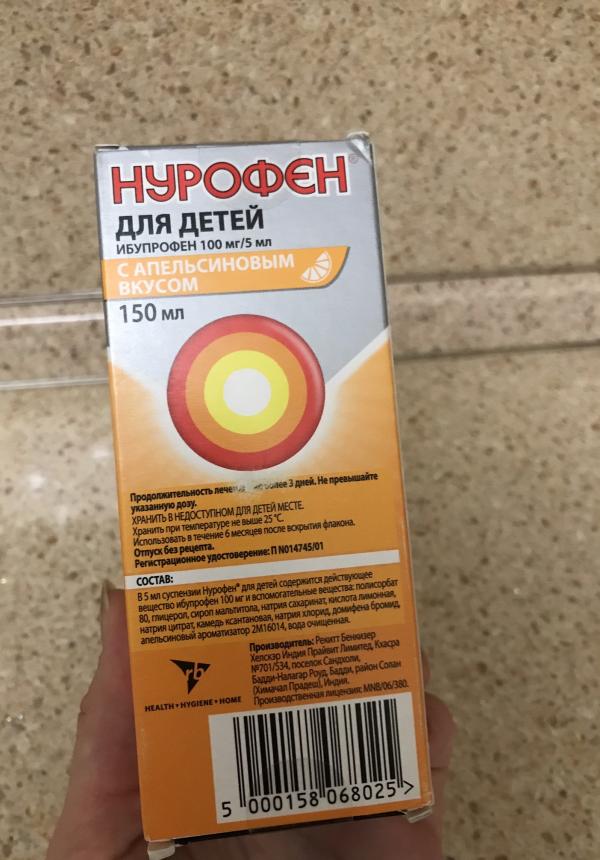 НУРОФЕН®
ДЛЯ ДЕТЕЙ
ИБУПРОФЕН 100 мг/5 мл
С АПЕЛЬСИНОВЫМ
ВКУСОМ
150 мл
Продолжительность лечения не более 3 дней. Не превышайте
указанную дозу.
ХРАНИТЬ В НЕДОСТУПНОМ ДЛЯ ДЕТЕЙ МЕСТЕ.
Хранить при температуре не выше 25 °C.
Использовать в течение 6 месяцев после вскрытия флакона.
Отпуск без рецепта.
Регистрационное удостоверение: П N014745/01
СОСТАВ:
В 5 мл суспензии Нурофен® для детей содержится действующее
вещество ибупрофен 100 мг и вспомогательные вещества: полисорбат
80, глицерол, сироп мальтитола, натрия сахаринат, кислота лимонная,
натрия цитрат, камедь ксантановая, натрия хлорид, домифена бромид,
апельсиновый ароматизатор 2M16014, вода очищенная.
Производитель: Рекитт Бенкизер
Хелскэр Индия Прайвит Лимитед, Кхасра
№701/534, поселок Сандхоли,
Бадди-Налагар Роуд, Бадди, район Солан
(Химачал Прадеш), Индия.
Производственная лицензия: MNB/06/380.
rb
HEALTH • HYGIENE • HOME
5 000158 068025 >